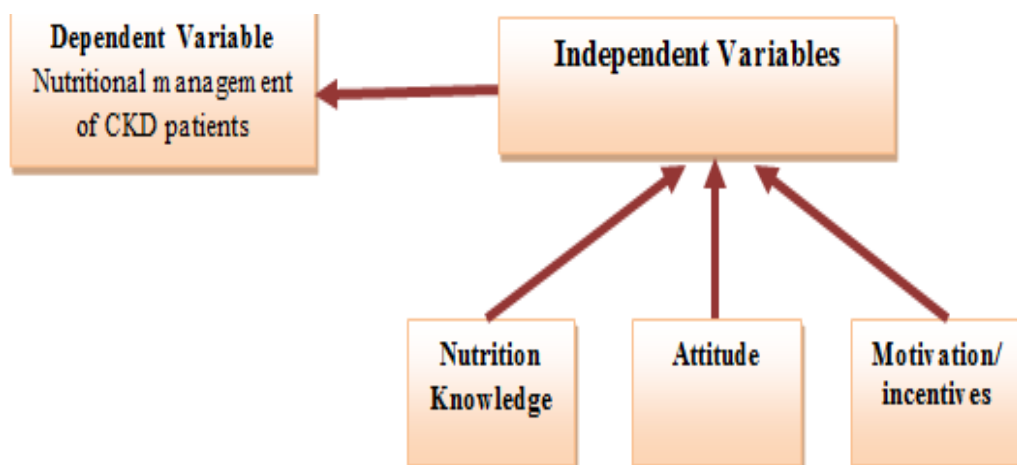 Dependent Variable
Nutritional management
of CKD patients
Independent Variables
Nutrition
Knowledge
Attitude
Motivation/
incentives